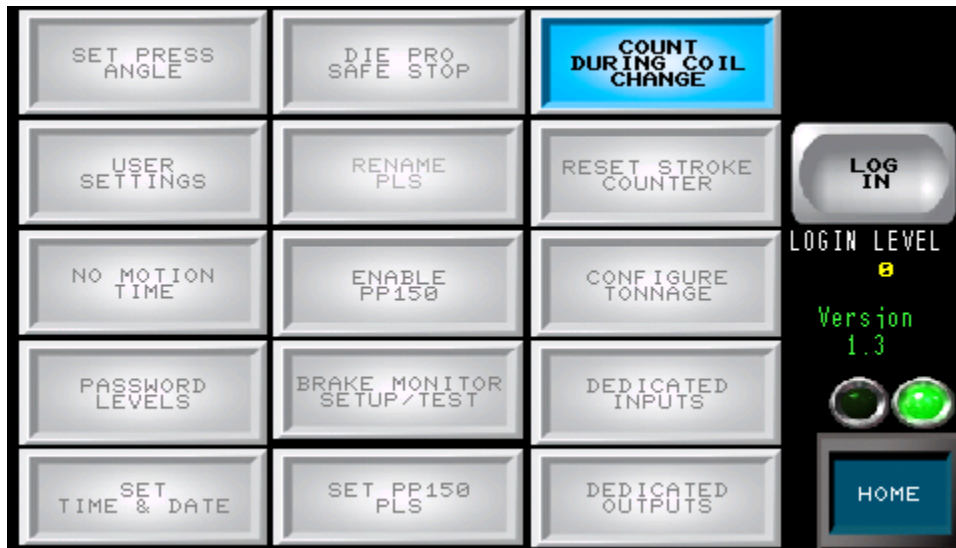 SET PRESS
ANGLE
DIE PRO
SAFE STOP
COUNT
DURING COIL
CHANGE
USER
SETTINGS
RENAME
PLS
RESET STROKE
COUNTER
LOG
IN
LOGIN LEVEL
0
NO MOTION
TIME
ENABLE
PP150
CONFIGURE
TONNAGE
Version
1.3
PASSWORD
LEVELS
BRAKE MONITOR
SETUP/TEST
DEDICATED
INPUTS
SET
TIME & DATE
SET PP150
PLS
DEDICATED
OUTPUTS
HOME